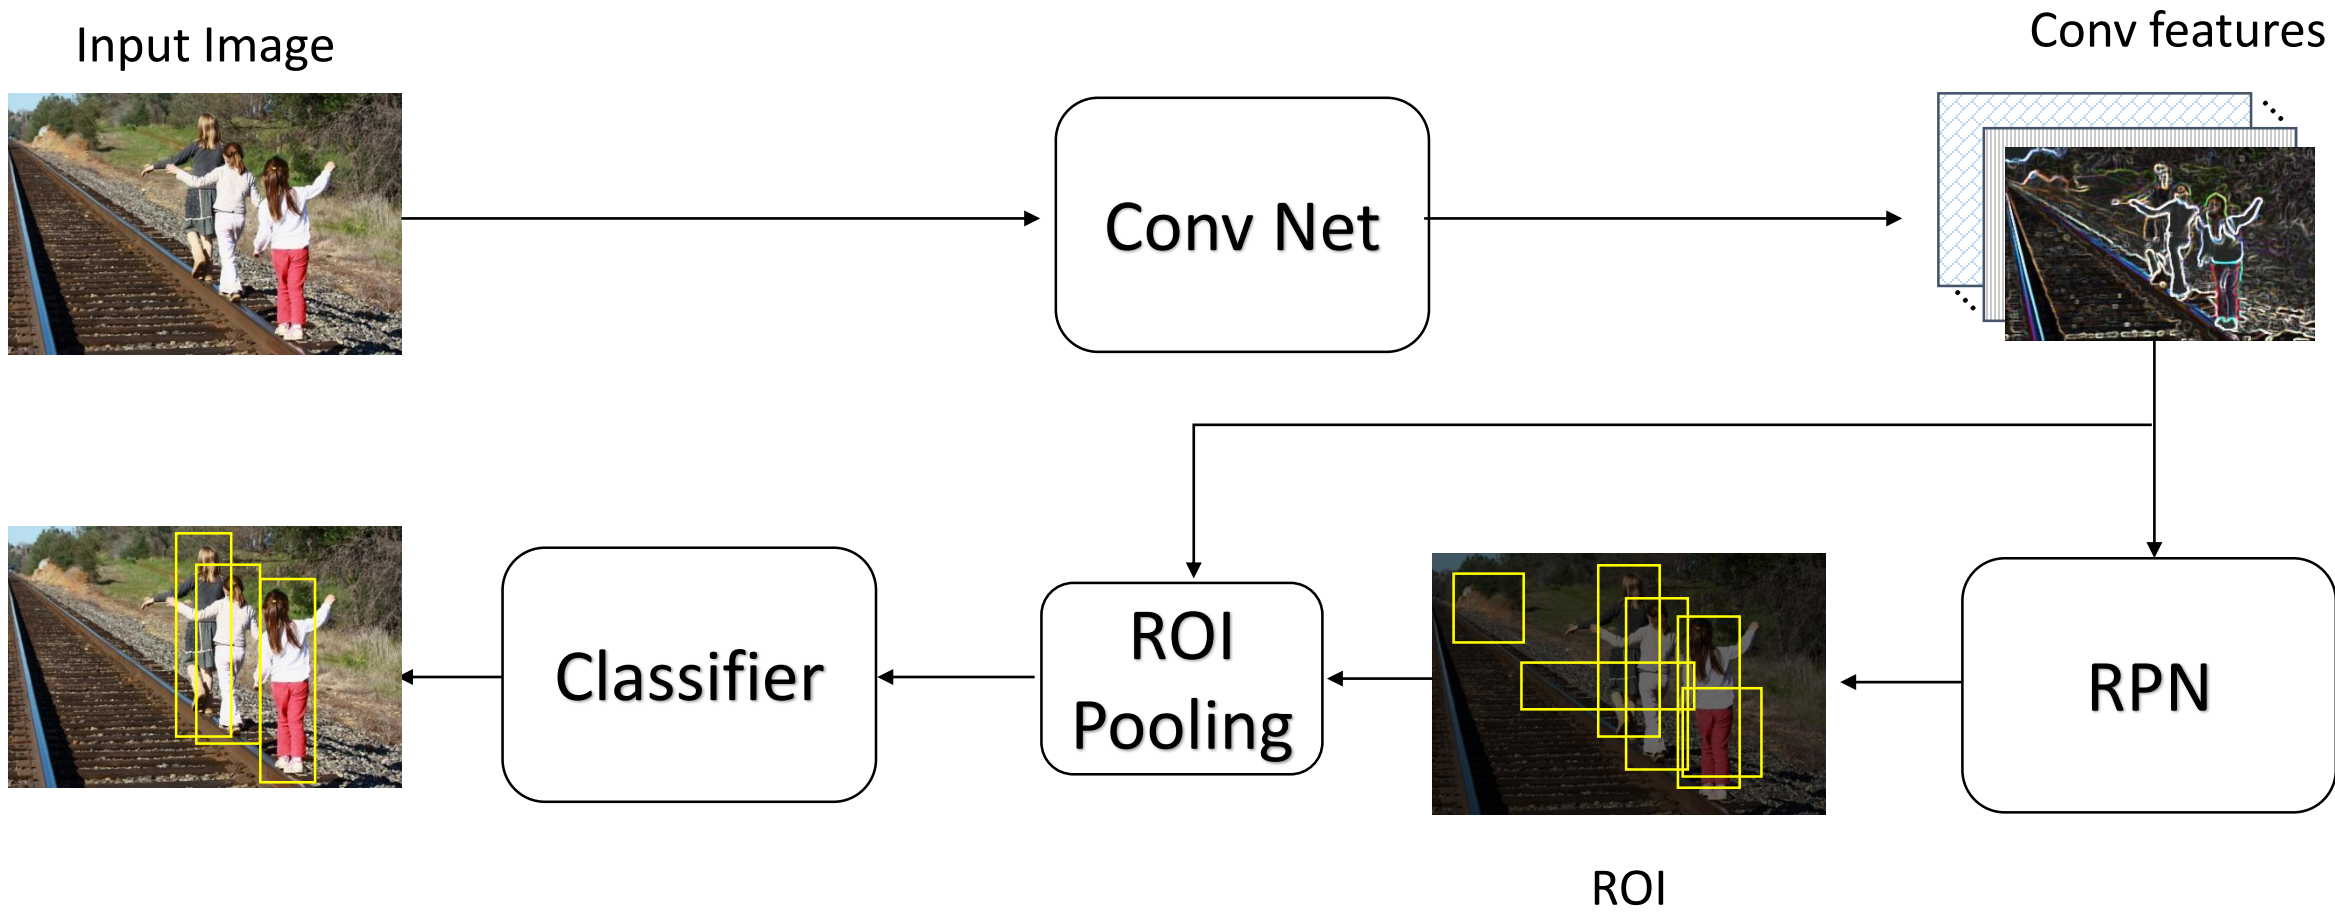 Input Image
Conv features
Conv Net
ROI
Pooling
Classifier
RPN
ROI